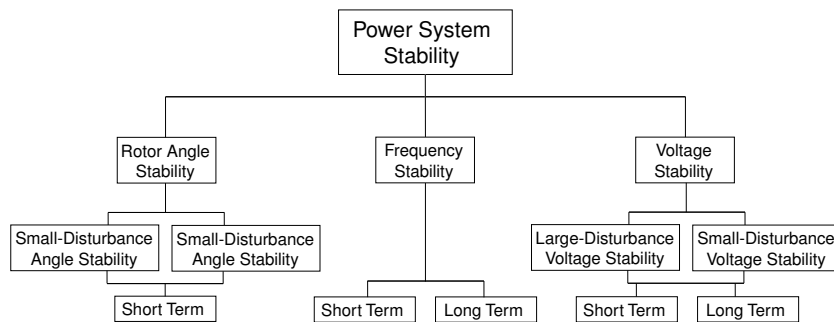 Power System
Stability
Rotor Angle
Stability
Frequency
Stability
Voltage
Stability
Small-Disturbance
Angle Stability
Small-Disturbance
Angle Stability
Large-Disturbance
Voltage Stability
Small-Disturbance
Voltage Stability
Short Term
Short Term
Long Term
Short Term
Long Term